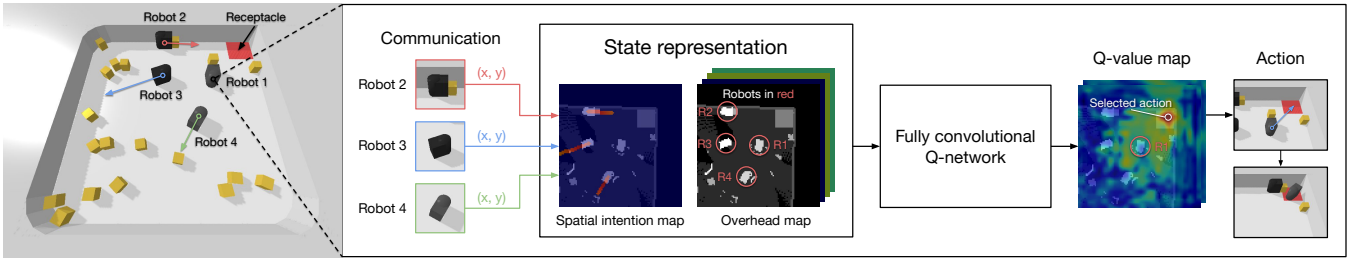 Robot 2
Receptacle
Robot 1
Robot 3
Robot 4
Communication
Robot 2
(x, y)
Robot 3
(x, y)
Robot 4
(x, y)
State representation
Robots in red
R2
R3
R1
R4
Spatial intention map
Overhead map
Fully convolutional
Q-network
Q-value map
Selected action
R1
Action